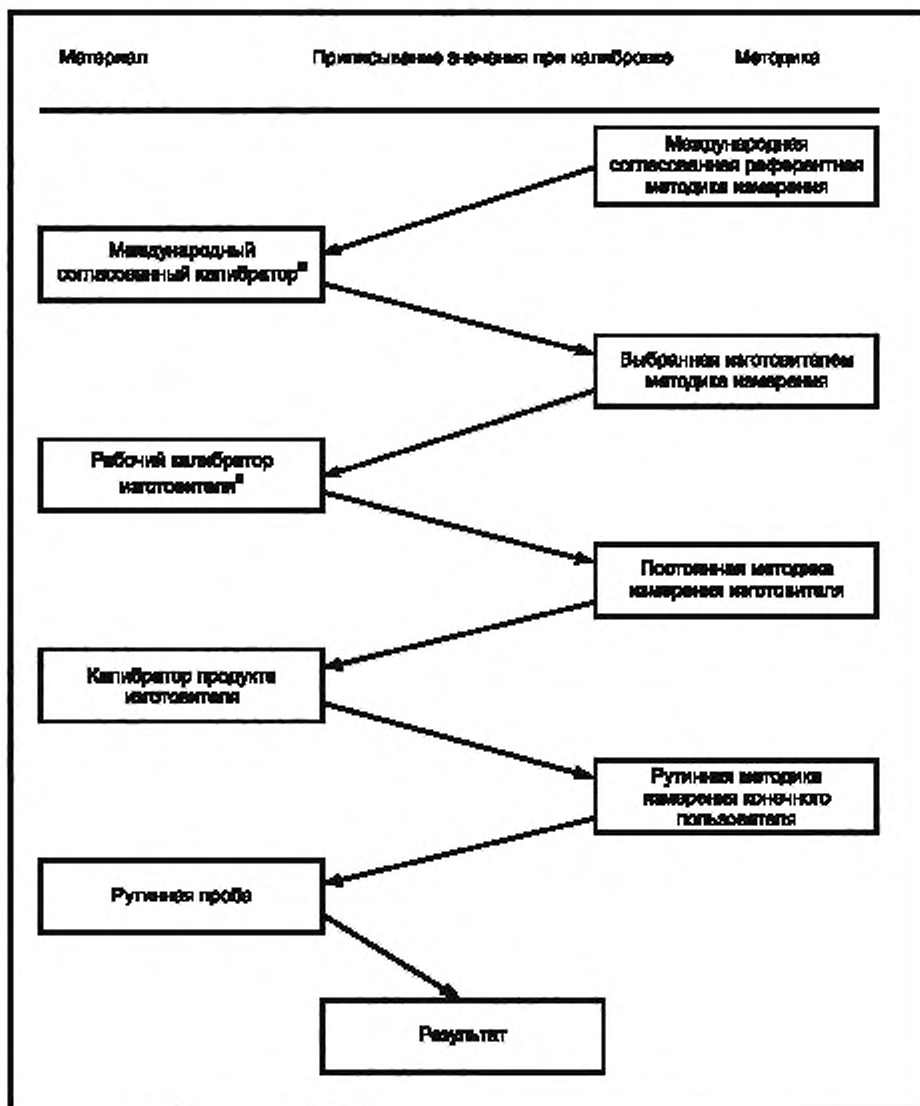 Материал Приписывание значения при калибровке Методика
Международная
согласованная референтная
методика измерения
Международный
согласованный калибратор
Выбранная изготовителем
методика измерения
Рабочий калибратор
изготовителя
Постоянная методика
измерения изготовителя
Калибратор продукта
изготовителя
Рутинная методика
измерения конечного
пользователя
Рутинная проба
Результат